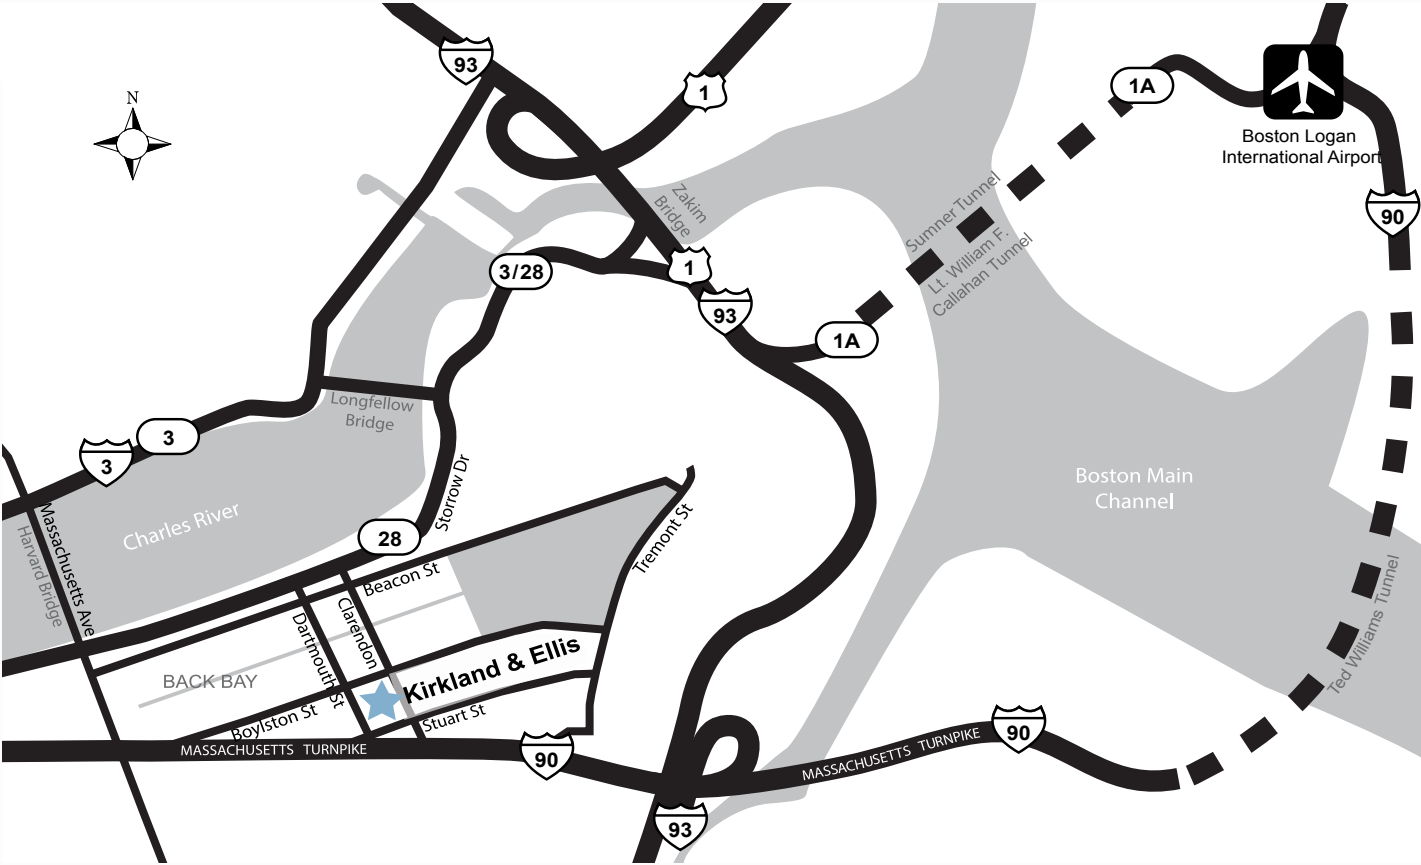 93
1
N
1A
Boston Logan
International Airport
90
Zakim
Bridge
Sumner Tunnel
Lt. William F.
Callahan Tunnel
3/28
1
93
1A
Longfellow
Bridge
3
3
Storrow Dr
Boston Main
Channel
Charles River
Massachusetts Ave
Harvard Bridge
28
Tremont St
Beacon St
Clarendon
Dartmouth St
Ted Williams Tunnel
Kirkland & Ellis
BACK BAY
Boylston St
Stuart St
MASSACHUSETTS TURNPIKE
90
MASSACHUSETTS TURNPIKE
90
93